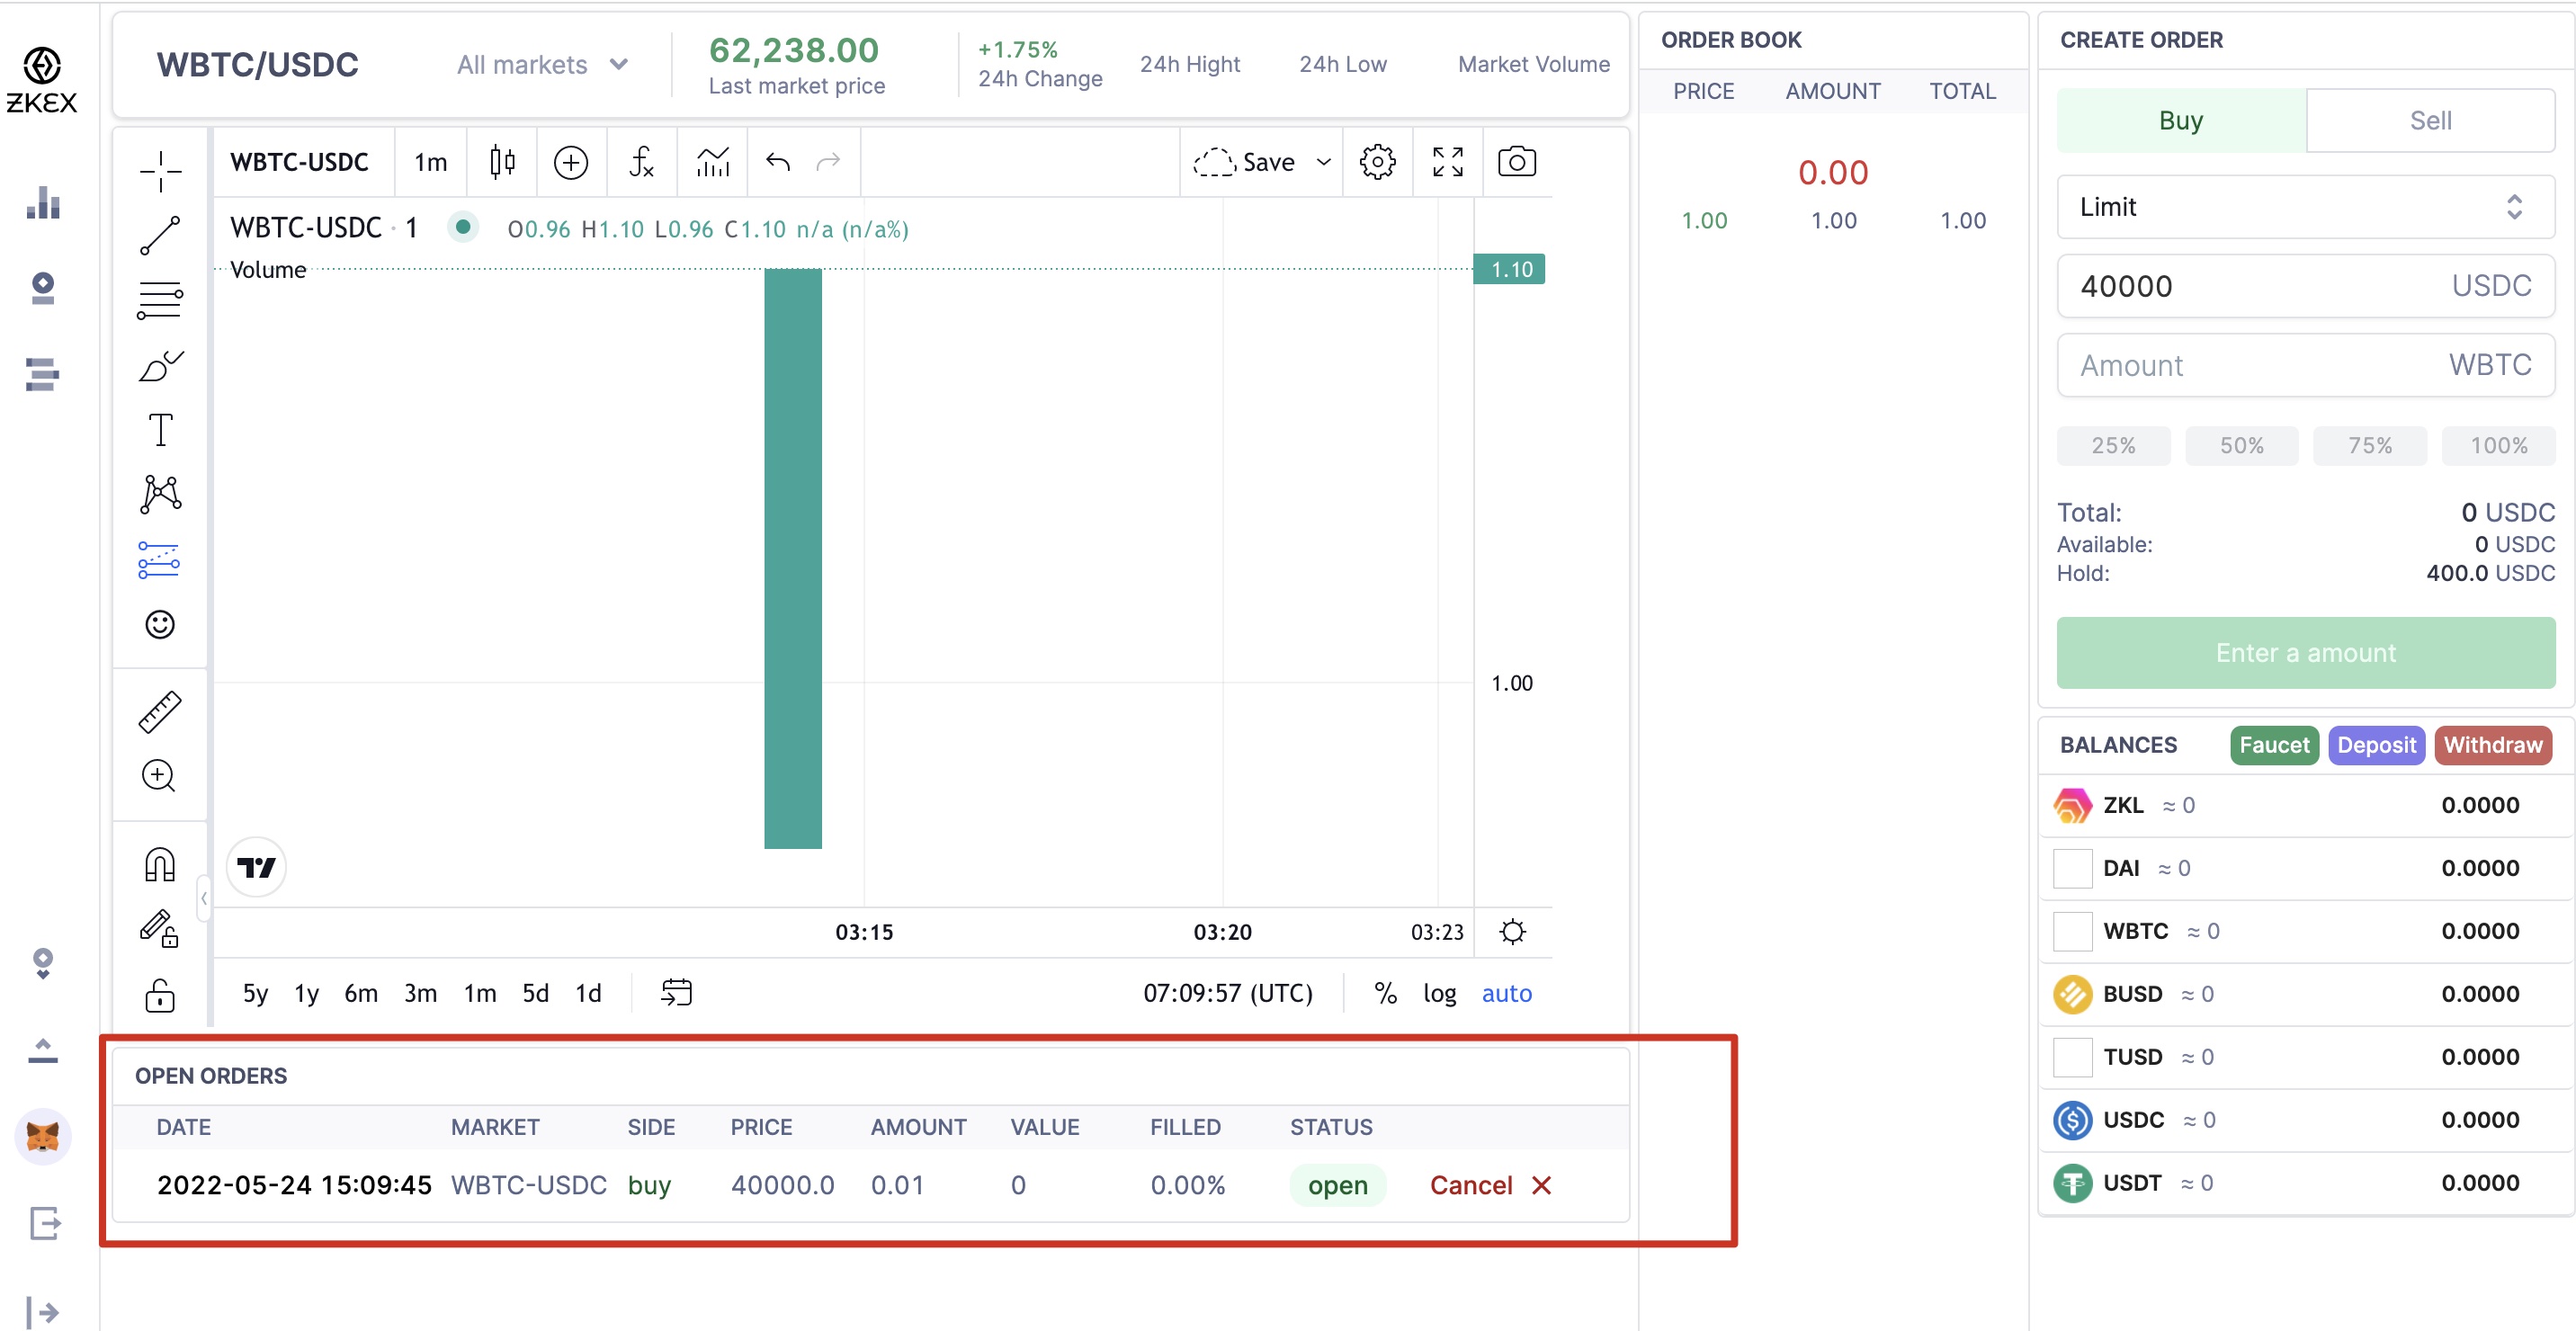 ZKEX
WBTC/USDC
All markets
62,238.00
Last market price
+1.75%
24h Change
24h Hight
24h Low
Market Volume
WBTC-USDC
1m
Save
WBTC-USDC · 1
O0.96 H1.10 L0.96 C1.10 n/a (n/a%)
Volume
1.10
1.00
03:15
03:20
03:23
5y 1y 6m 3m 1m 5d 1d
07:09:57 (UTC)
% log auto
OPEN ORDERS
DATE MARKET SIDE PRICE AMOUNT VALUE FILLED STATUS
2022-05-24 15:09:45 WBTC-USDC buy 40000.0 0.01 0 0.00% open Cancel
ORDER BOOK
PRICE AMOUNT TOTAL
0.00
1.00 1.00 1.00
CREATE ORDER
Buy Sell
Limit
40000 USDC
Amount WBTC
25% 50% 75% 100%
Total: 0 USDC
Available: 0 USDC
Hold: 400.0 USDC
Enter a amount
BALANCES Faucet Deposit Withdraw
ZKL ≈ 0 0.0000
DAI ≈ 0 0.0000
WBTC ≈ 0 0.0000
BUSD ≈ 0 0.0000
TUSD ≈ 0 0.0000
USDC ≈ 0 0.0000
USDT ≈ 0 0.0000